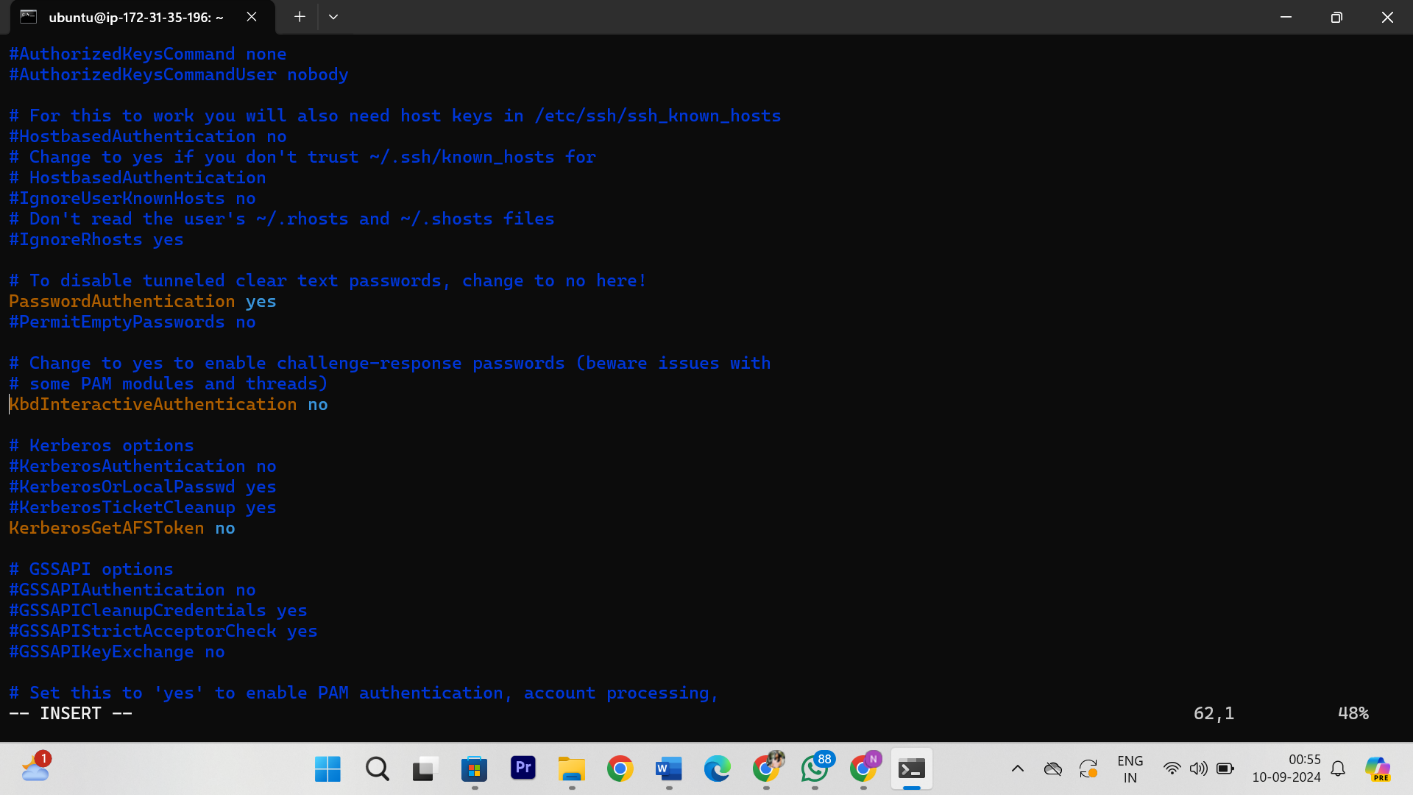 ubuntu@ip-172-31-35-196: ~
#AuthorizedKeysCommand none
#AuthorizedKeysCommandUser nobody
# For this to work you will also need host keys in /etc/ssh/ssh_known_hosts
#HostbasedAuthentication no
# Change to yes if you don't trust ~/.ssh/known_hosts for
# HostbasedAuthentication
#IgnoreUserKnownHosts no
# Don't read the user's ~/.rhosts and ~/.shosts files
#IgnoreRhosts yes
# To disable tunneled clear text passwords, change to no here!
PasswordAuthentication yes
#PermitEmptyPasswords no
# Change to yes to enable challenge-response passwords (beware issues with
# some PAM modules and threads)
KbdInteractiveAuthentication no
# Kerberos options
#KerberosAuthentication no
#KerberosOrLocalPasswd yes
#KerberosTicketCleanup yes
KerberosGetAFSToken no
# GSSAPI options
#GSSAPIAuthentication no
#GSSAPICleanupCredentials yes
#GSSAPIStrictAcceptorCheck yes
#GSSAPIKeyExchange no
# Set this to 'yes' to enable PAM authentication, account processing,
-- INSERT -- 62,1 48%
1
Pr
W
88
N
ENG
IN
00:55
10-09-2024
PRE